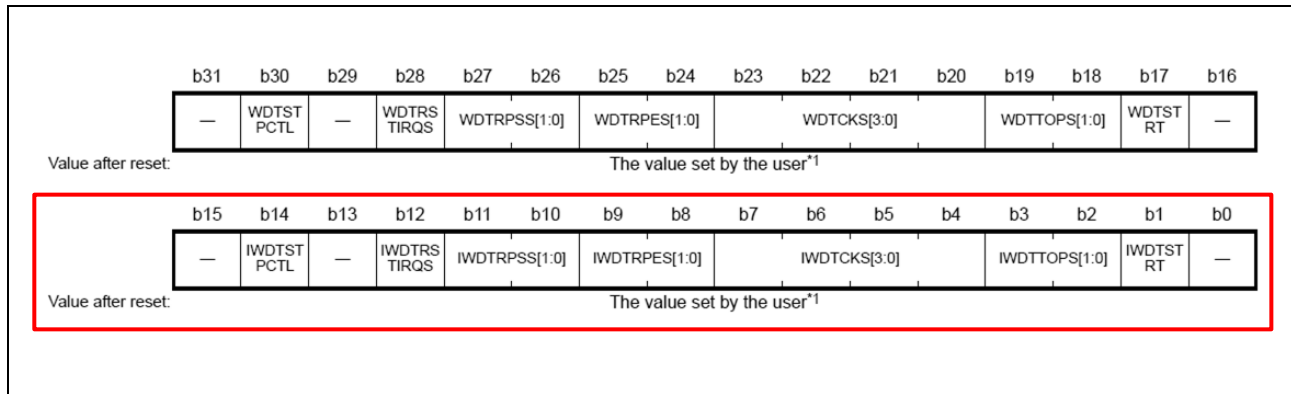 b31 b30 b29 b28 b27 b26 b25 b24 b23 b22 b21 b20 b19 b18 b17 b16
— WDTST PCTL — WDTRS TIRQS WDTRPSS[1:0] WDTRPES[1:0] WDTCKS[3:0] WDTTOPS[1:0] WDTST RT —
Value after reset: The value set by the user*1
b15 b14 b13 b12 b11 b10 b9 b8 b7 b6 b5 b4 b3 b2 b1 b0
— IWDTST PCTL — IWDTRS TIRQS IWDTRPSS[1:0] IWDTRPES[1:0] IWDTCKS[3:0] IWDTTOPS[1:0] IWDTST RT —
Value after reset: The value set by the user*1